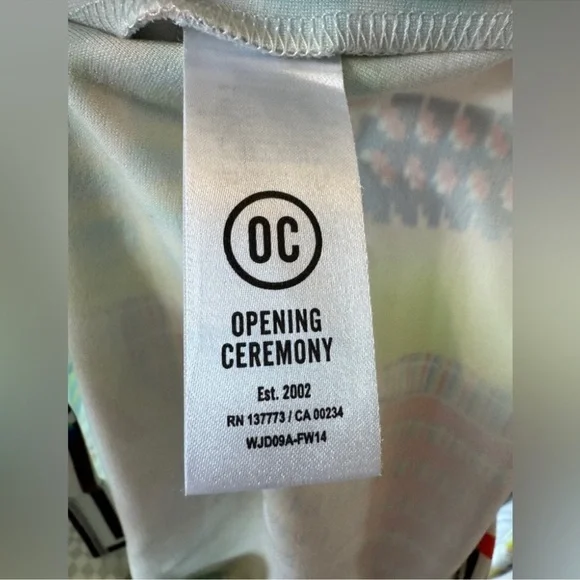 OC
OPENING
CEREMONY
Est. 2002
RN 137773 / CA 00234
WJD09A-FW14